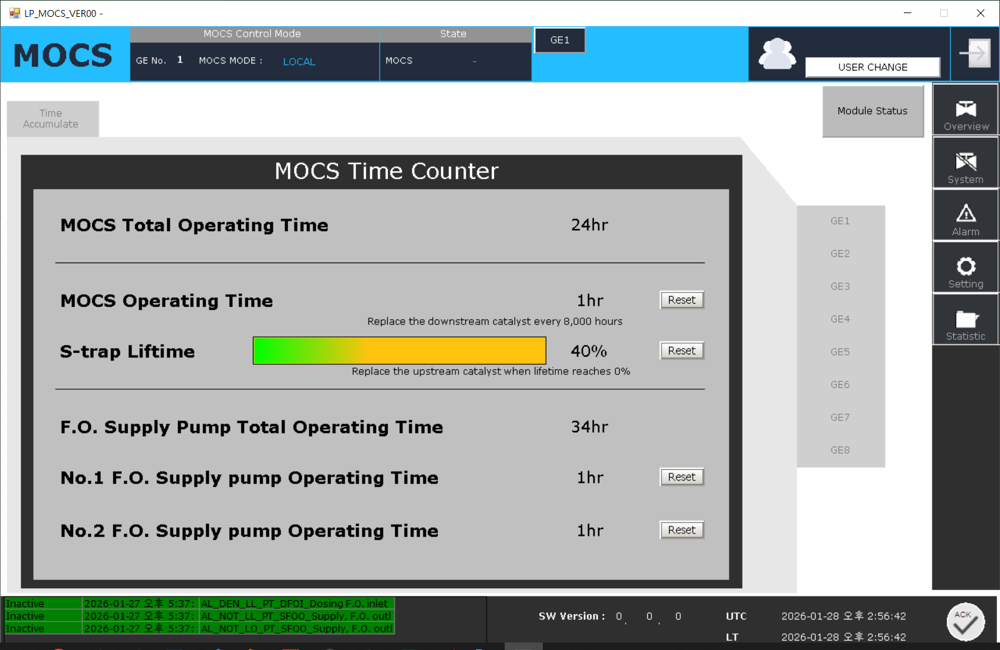 LP_MOCS_VER00 -
MOCS
MOCS Control Mode
State
GE No. 1 MOCS MODE : LOCAL
MOCS -
GE1
USER CHANGE
Time
Accumulate
Module Status
Overview
System
Alarm
Setting
Statistic
MOCS Time Counter
MOCS Total Operating Time 24hr
MOCS Operating Time 1hr Reset
Replace the downstream catalyst every 8,000 hours
S-trap Liftime 40% Reset
Replace the upstream catalyst when lifetime reaches 0%
F.O. Supply Pump Total Operating Time 34hr
No.1 F.O. Supply pump Operating Time 1hr Reset
No.2 F.O. Supply pump Operating Time 1hr Reset
GE1
GE2
GE3
GE4
GE5
GE6
GE7
GE8
Inactive 2026-01-27 오후 5:37: AL_DEN_LL_PT_DFOI_Dosing F.O. inlet
Inactive 2026-01-27 오후 5:37: AL_NOT_LL_PT_SFOO_Supply, F.O. outl
Inactive 2026-01-27 오후 5:37: AL_NOT_LO_PT_SFOO_Supply, F.O. outl
SW Version : 0 . 0 . 0
UTC 2026-01-28 오후 2:56:42
LT 2026-01-28 오후 2:56:42
ACK